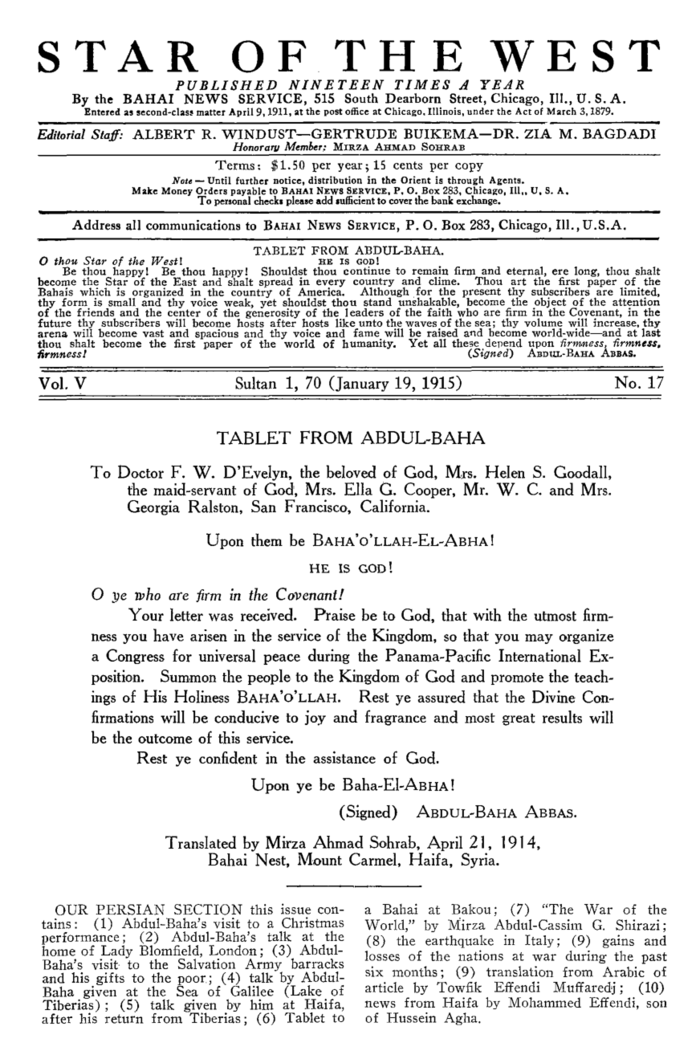 STAR OF THE WEST
PUBLISHED NINETEEN TIMES A YEAR
By the BAHAI NEWS SERVICE, 515 South Dearborn Street, Chicago, Ill., U. S. A.
Entered as second-class matter April 9, 1911, at the post office at Chicago, Illinois, under the Act of March 3, 1879.
Editorial Staff: ALBERT R. WINDUST—GERTRUDE BUIKEMA—DR. ZIA M. BAGDADI
Honorary Member: MIRZA AHMAD SOHRAB
Terms: $1.50 per year; 15 cents per copy
Note — Until further notice, distribution in the Orient is through Agents.
Make Money Orders payable to BAHAI NEWS SERVICE, P. O. Box 283, Chicago, Ill., U. S. A.
To personal checks please add sufficient to cover the bank exchange.
Address all communications to BAHAI NEWS SERVICE, P. O. Box 283, Chicago, Ill., U.S.A.
TABLET FROM ABDUL-BAHA.
O thou Star of the West! HE IS GOD!
Be thou happy! Be thou happy! Shouldst thou continue to remain firm and eternal, ere long, thou shalt
become the Star of the East and shalt spread in every country and clime. Thou art the first paper of the
Bahais which is organized in the country of America. Although for the present thy subscribers are limited,
thy form is small and thy voice weak, yet shouldst thou stand unshakable, become the object of the attention
of the friends and the center of the generosity of the leaders of the faith who are firm in the Covenant, in the
future thy subscribers will become hosts after hosts like unto the waves of the sea; thy volume will increase, thy
arena will become vast and spacious and thy voice and fame will be raised and become world-wide—and at last
thou shalt become the first paper of the world of humanity. Yet all these depend upon firmness, firmness,
firmness! (Signed) ABDUL-BAHA ABBAS.
Vol. V Sultan 1, 70 (January 19, 1915) No. 17
TABLET FROM ABDUL-BAHA
To Doctor F. W. D'Evelyn, the beloved of God, Mrs. Helen S. Goodall,
the maid-servant of God, Mrs. Ella G. Cooper, Mr. W. C. and Mrs.
Georgia Ralston, San Francisco, California.
Upon them be BAHA'O'LLAH-EL-ABHA!
HE IS GOD!
O ye who are firm in the Covenant!
Your letter was received. Praise be to God, that with the utmost firm-
ness you have arisen in the service of the Kingdom, so that you may organize
a Congress for universal peace during the Panama-Pacific International Ex-
position. Summon the people to the Kingdom of God and promote the teach-
ings of His Holiness BAHA'O'LLAH. Rest ye assured that the Divine Con-
firmations will be conducive to joy and fragrance and most great results will
be the outcome of this service.
Rest ye confident in the assistance of God.
Upon ye be Baha-El-ABHA!
(Signed) ABDUL-BAHA ABBAS.
Translated by Mirza Ahmad Sohrab, April 21, 1914,
Bahai Nest, Mount Carmel, Haifa, Syria.
OUR PERSIAN SECTION this issue con-
tains: (1) Abdul-Baha's visit to a Christmas
performance; (2) Abdul-Baha's talk at the
home of Lady Blomfield, London; (3) Abdul-
Baha's visit to the Salvation Army barracks
and his gifts to the poor; (4) talk by Abdul-
Baha given at the Sea of Galilee (Lake of
Tiberias); (5) talk given by him at Haifa,
after his return from Tiberias; (6) Tablet to
a Bahai at Bakou; (7) "The War of the
World," by Mirza Abdul-Cassim G. Shirazi;
(8) the earthquake in Italy; (9) gains and
losses of the nations at war during the past
six months; (9) translation from Arabic of
article by Towfik Effendi Muffaredj; (10)
news from Haifa by Mohammed Effendi, son
of Hussein Agha.